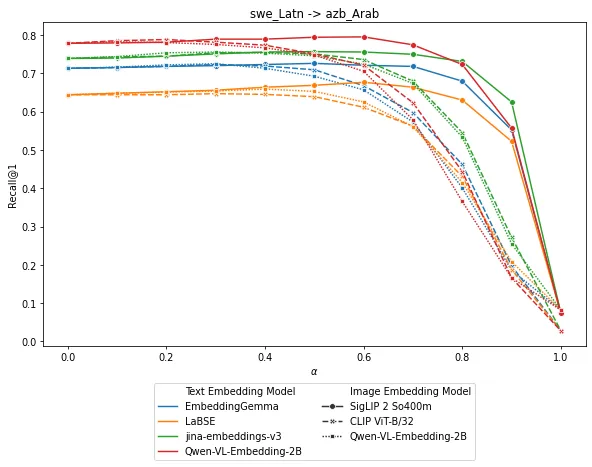 swe_Latn -> azb_Arab
Recall@1
0.8
0.7
0.6
0.5
0.4
0.3
0.2
0.1
0.0
0.0 0.2 0.4 0.6 0.8 1.0
α
Text Embedding Model Image Embedding Model
EmbeddingGemma SigLIP 2 So400m
LaBSE CLIP ViT-B/32
jina-embeddings-v3 Qwen-VL-Embedding-2B
Qwen-VL-Embedding-2B